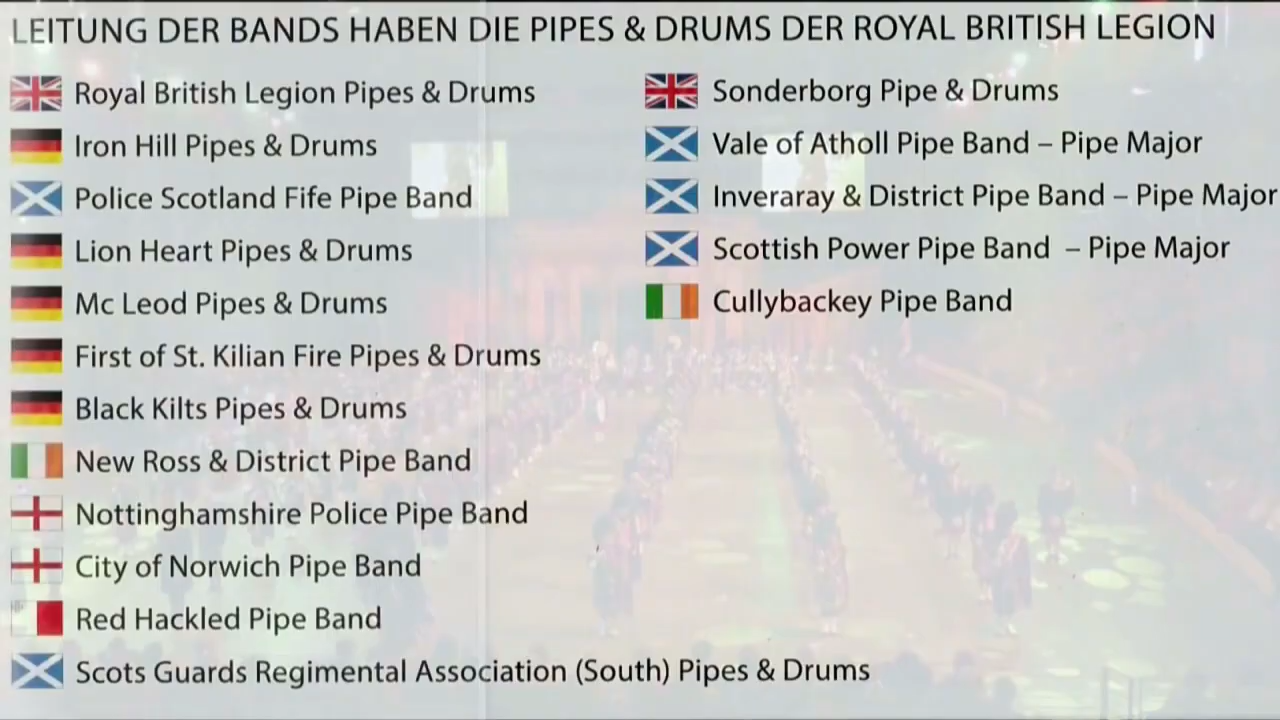 LEITUNG DER BANDS HABEN DIE PIPES & DRUMS DER ROYAL BRITISH LEGION
Royal British Legion Pipes & Drums
Iron Hill Pipes & Drums
Police Scotland Fife Pipe Band
Lion Heart Pipes & Drums
Mc Leod Pipes & Drums
First of St. Kilian Fire Pipes & Drums
Black Kilts Pipes & Drums
New Ross & District Pipe Band
Nottinghamshire Police Pipe Band
City of Norwich Pipe Band
Red Hackled Pipe Band
Scots Guards Regimental Association (South) Pipes & Drums
Sonderborg Pipe & Drums
Vale of Atholl Pipe Band – Pipe Major
Inveraray & District Pipe Band – Pipe Major
Scottish Power Pipe Band – Pipe Major
Cullybackey Pipe Band